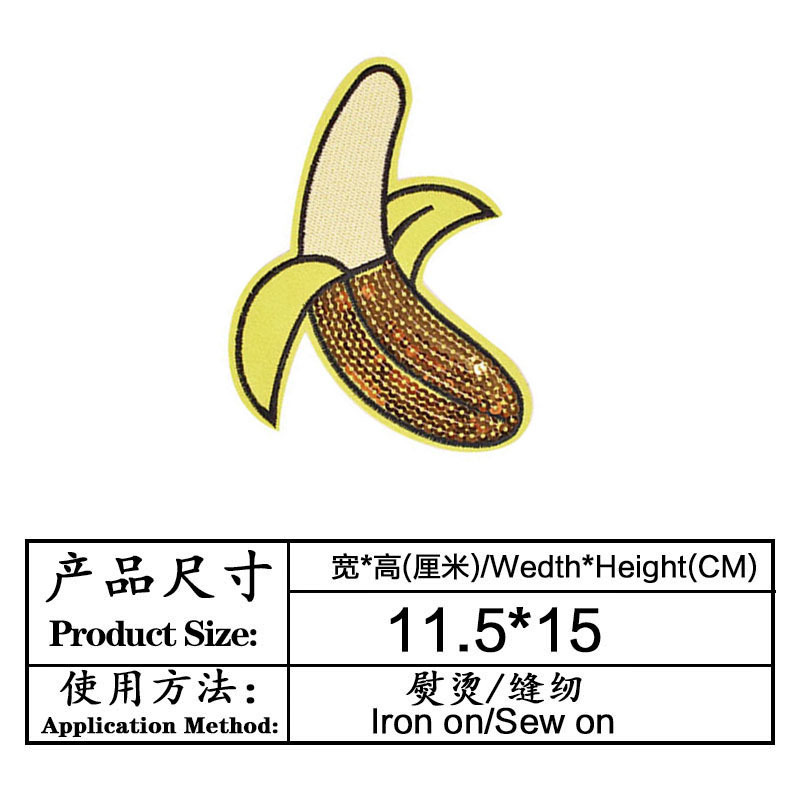 产品尺寸
Product Size:
宽*高(厘米)/Wedth*Height(CM)
11.5*15
使用方法：
Application Method:
熨烫/缝纫
Iron on/Sew on